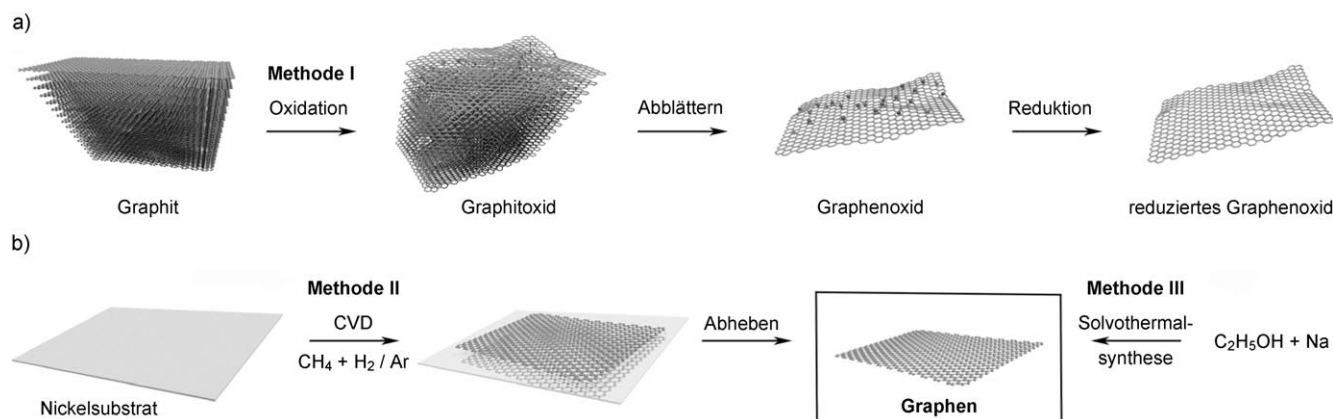 a)
Methode I
Oxidation
Abblättern
Reduktion
Graphit
Graphitoxid
Graphenoxid
reduziertes Graphenoxid
b)
Methode II
CVD
CH₄ + H₂ / Ar
Abheben
Methode III
Solvothermal-
synthese
C₂H₅OH + Na
Nickelsubstrat
Graphen